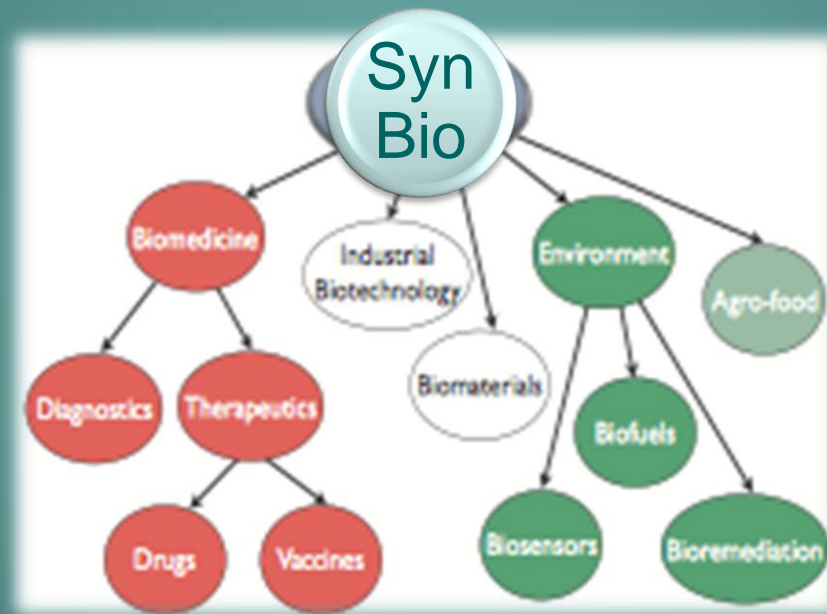 Syn
Bio
Biomedicine
Industrial
Biotechnology
Environment
Agro-food
Biomaterials
Diagnostics
Therapeutics
Biofuels
Biosensors
Bioremediation
Drugs
Vaccines